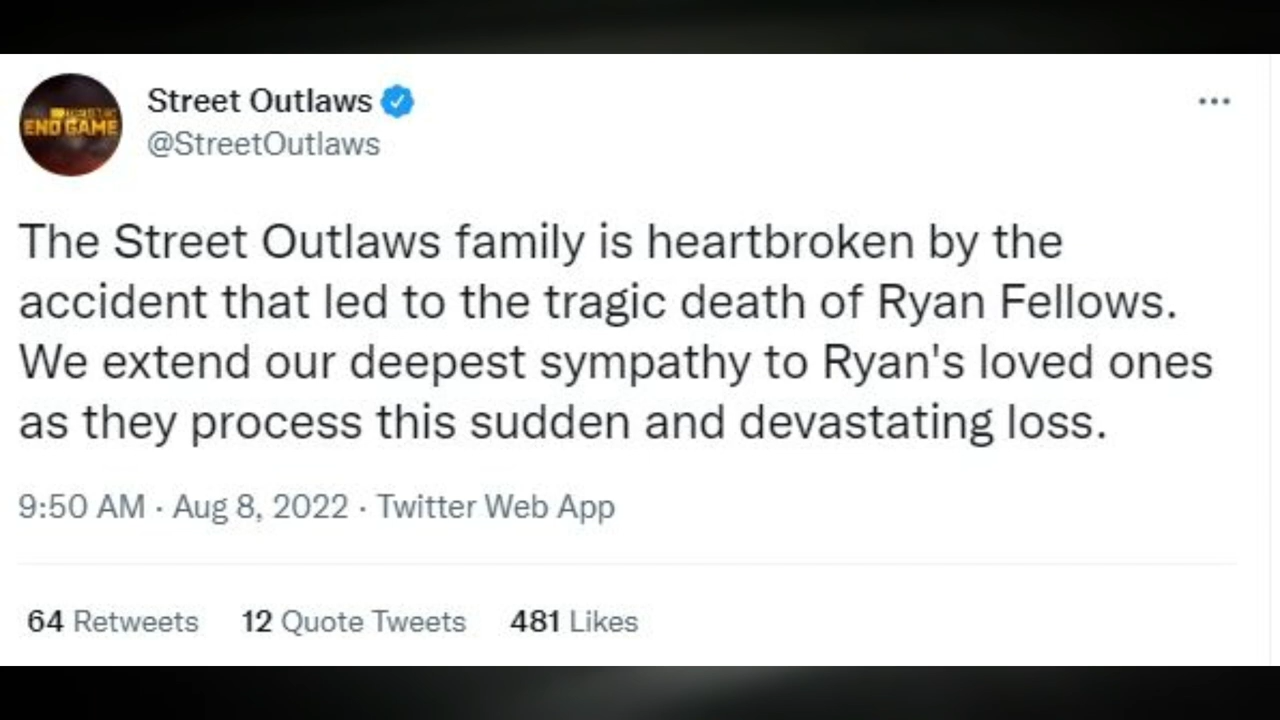 END GAME
Street Outlaws
@StreetOutlaws
The Street Outlaws family is heartbroken by the
accident that led to the tragic death of Ryan Fellows.
We extend our deepest sympathy to Ryan's loved ones
as they process this sudden and devastating loss.
9:50 AM · Aug 8, 2022 · Twitter Web App
64 Retweets 12 Quote Tweets 481 Likes